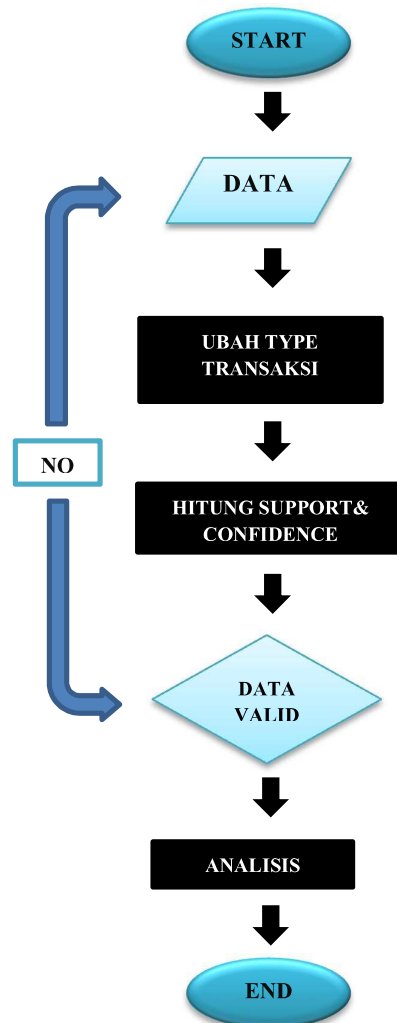 START
DATA
UBAH TYPE
TRANSAKSI
NO
HITUNG SUPPORT&
CONFIDENCE
DATA
VALID
ANALISIS
END